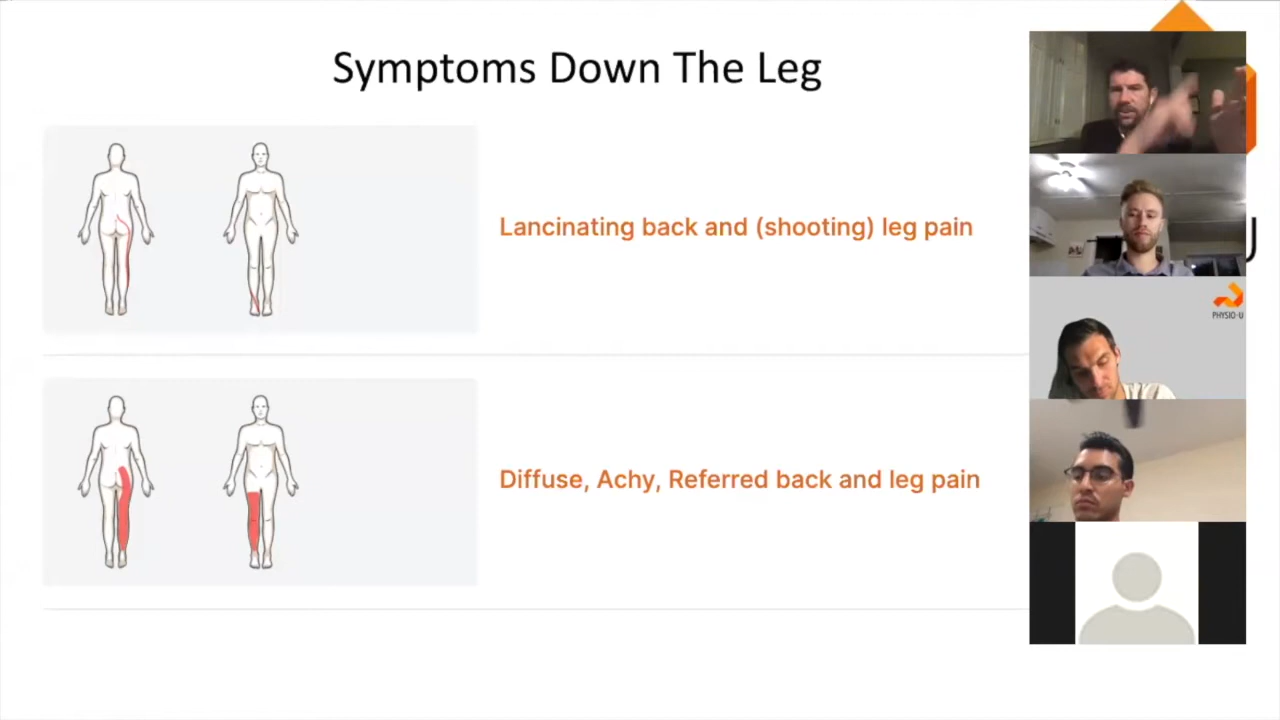 Symptoms Down The Leg
Lancinating back and (shooting) leg pain
PHYSIO-U
Diffuse, Achy, Referred back and leg pain